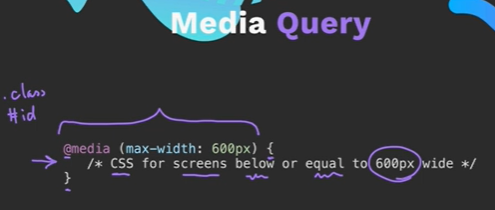 Media Query
.class
#id
@media (max-width: 600px) {
/* CSS for screens below or equal to 600px wide */
}